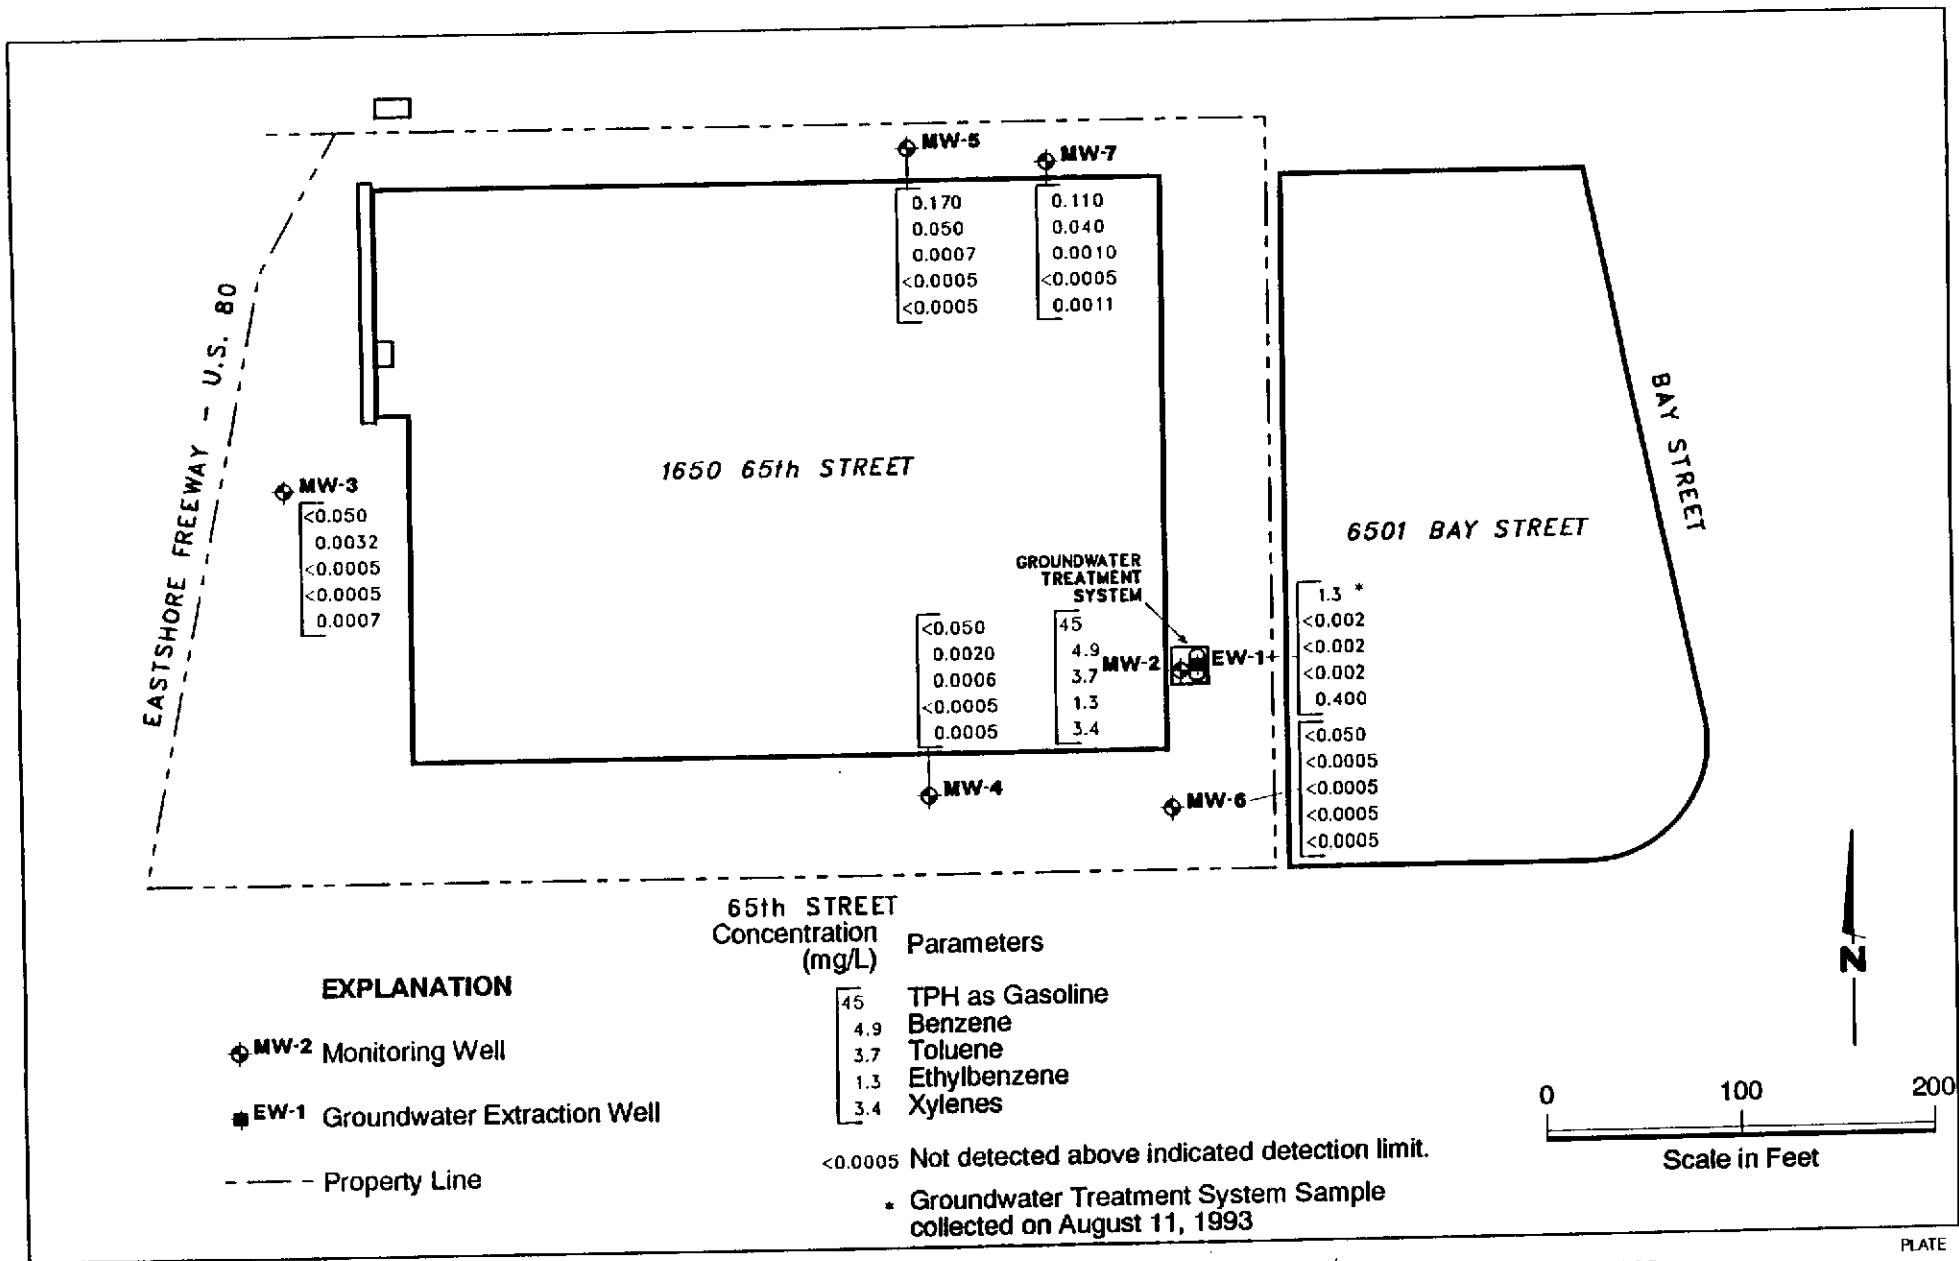 MW-5
0.170
0.050
0.0007
<0.0005
<0.0005
MW-7
0.110
0.040
0.0010
<0.0005
0.0011
EASTSHORE FREEWAY - U.S. 80
1650 65th STREET
BAY STREET
6501 BAY STREET
MW-3
<0.050
0.0032
<0.0005
<0.0005
0.0007
GROUNDWATER
TREATMENT
SYSTEM
<0.050
0.0020
0.0006
<0.0005
0.0005
MW-4
45
4.9
3.7
1.3
3.4
MW-2
EW-1
1.3 *
<0.002
<0.002
<0.002
0.400
MW-6
<0.050
<0.0005
<0.0005
<0.0005
<0.0005
65th STREET
Concentration
(mg/L)
Parameters
45 TPH as Gasoline
4.9 Benzene
3.7 Toluene
1.3 Ethylbenzene
3.4 Xylenes
<0.0005 Not detected above indicated detection limit.
* Groundwater Treatment System Sample
collected on August 11, 1993
EXPLANATION
MW-2 Monitoring Well
EW-1 Groundwater Extraction Well
Property Line
N
0 100 200
Scale in Feet
PLATE